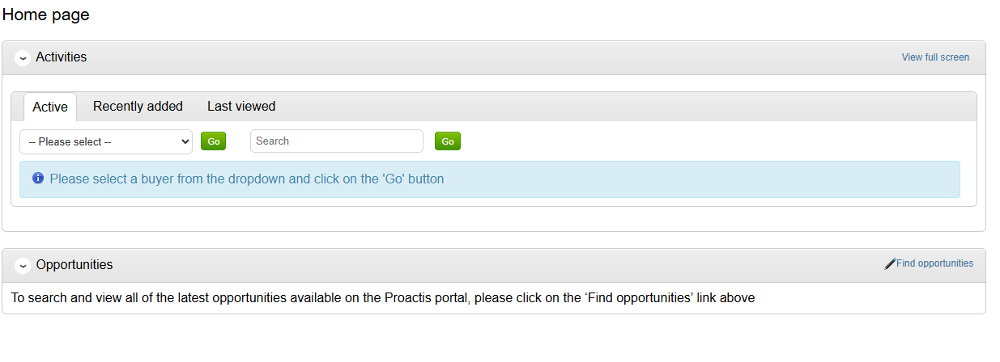 Home page
Activities
View full screen
Active Recently added Last viewed
-- Please select -- Go Search Go
Please select a buyer from the dropdown and click on the 'Go' button
Opportunities
Find opportunities
To search and view all of the latest opportunities available on the Proactis portal, please click on the ‘Find opportunities’ link above